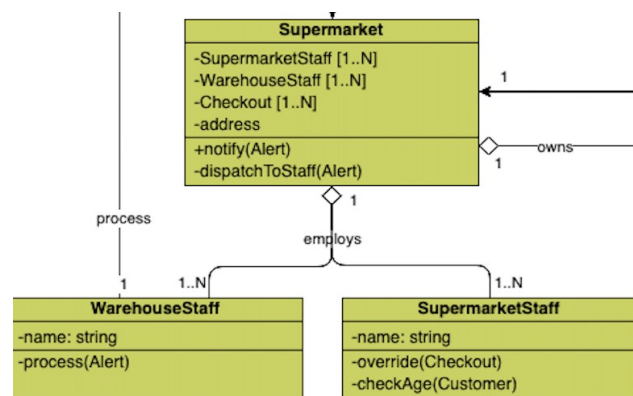 Supermarket
-SupermarketStaff [1..N]
-WarehouseStaff [1..N]
-Checkout [1..N]
-address
+notify(Alert)
-dispatchToStaff(Alert)
1
1
owns
1
employs
process
1
1..N
1..N
WarehouseStaff
-name: string
-process(Alert)
SupermarketStaff
-name: string
-override(Checkout)
-checkAge(Customer)